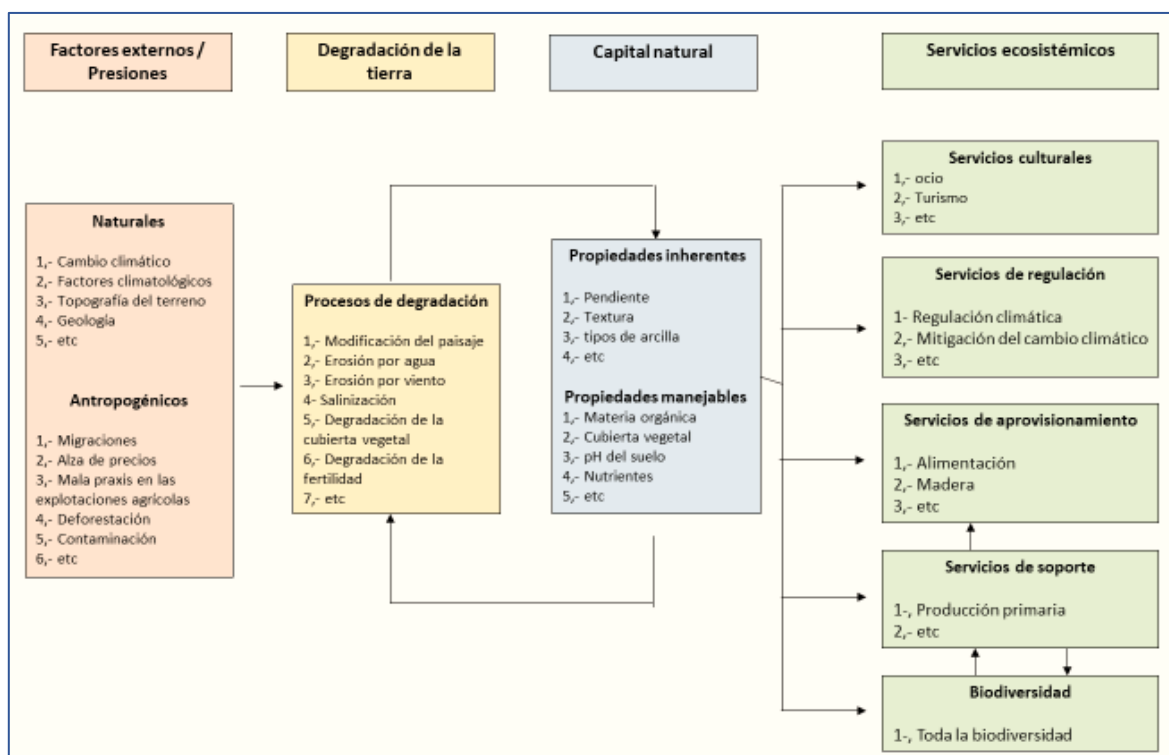 Factores externos /
Presiones
Degradación de la
tierra
Capital natural
Servicios ecosistémicos
Naturales
1,- Cambio climático
2,- Factores climatológicos
3,- Topografía del terreno
4,- Geología
5,- etc
Antropogénicos
1,- Migraciones
2,- Alza de precios
3,- Mala praxis en las
explotaciones agrícolas
4,- Deforestación
5,- Contaminación
6,- etc
Procesos de degradación
1,- Modificación del paisaje
2,- Erosión por agua
3,- Erosión por viento
4- Salinización
5,- Degradación de la
cubierta vegetal
6,- Degradación de la
fertilidad
7,- etc
Propiedades inherentes
1,- Pendiente
2,- Textura
3,- tipos de arcilla
4,- etc
Propiedades manejables
1,- Materia orgánica
2,- Cubierta vegetal
3,- pH del suelo
4,- Nutrientes
5,- etc
Servicios culturales
1,- ocio
2,- Turismo
3,- etc
Servicios de regulación
1- Regulación climática
2,- Mitigación del cambio climático
3,- etc
Servicios de aprovisionamiento
1,- Alimentación
2,- Madera
3,- etc
Servicios de soporte
1-, Producción primaria
2,- etc
Biodiversidad
1-, Toda la biodiversidad